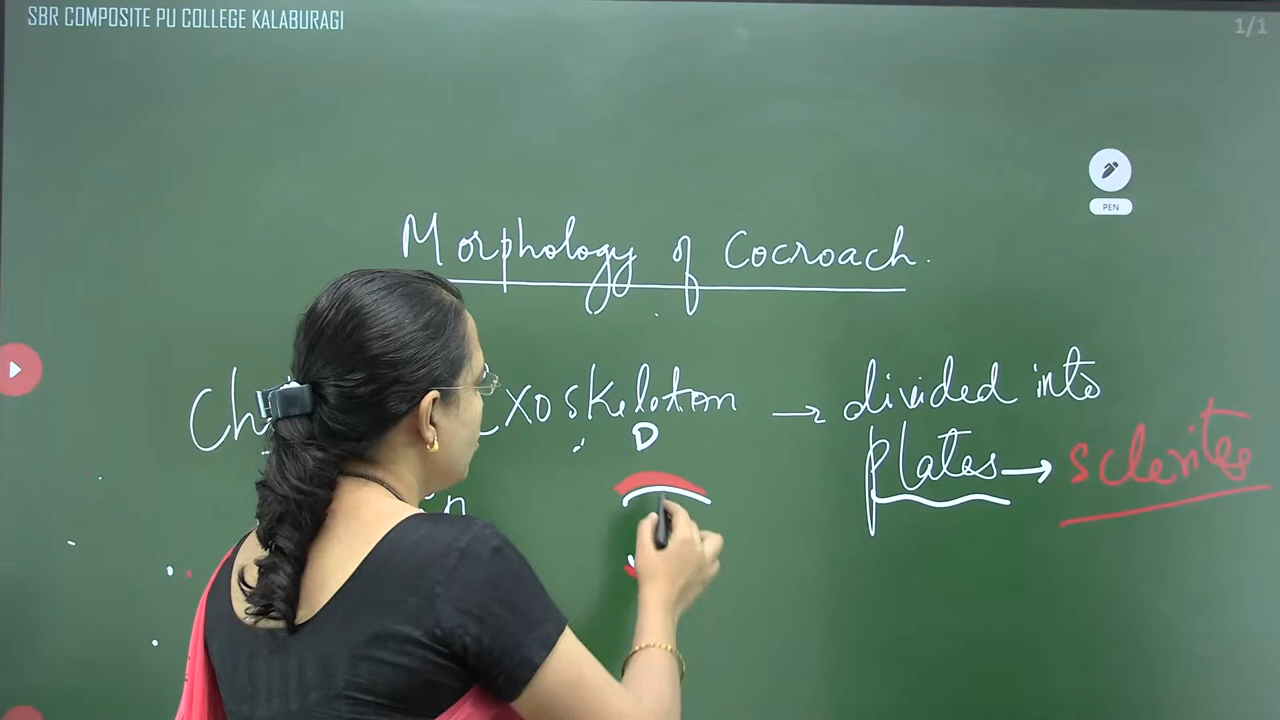 SBR COMPOSITE PU COLLEGE KALABURAGI
1/1
PEN
Morphology of Cocroach.
Exoskeleton → divided into
D
plates → sclerites